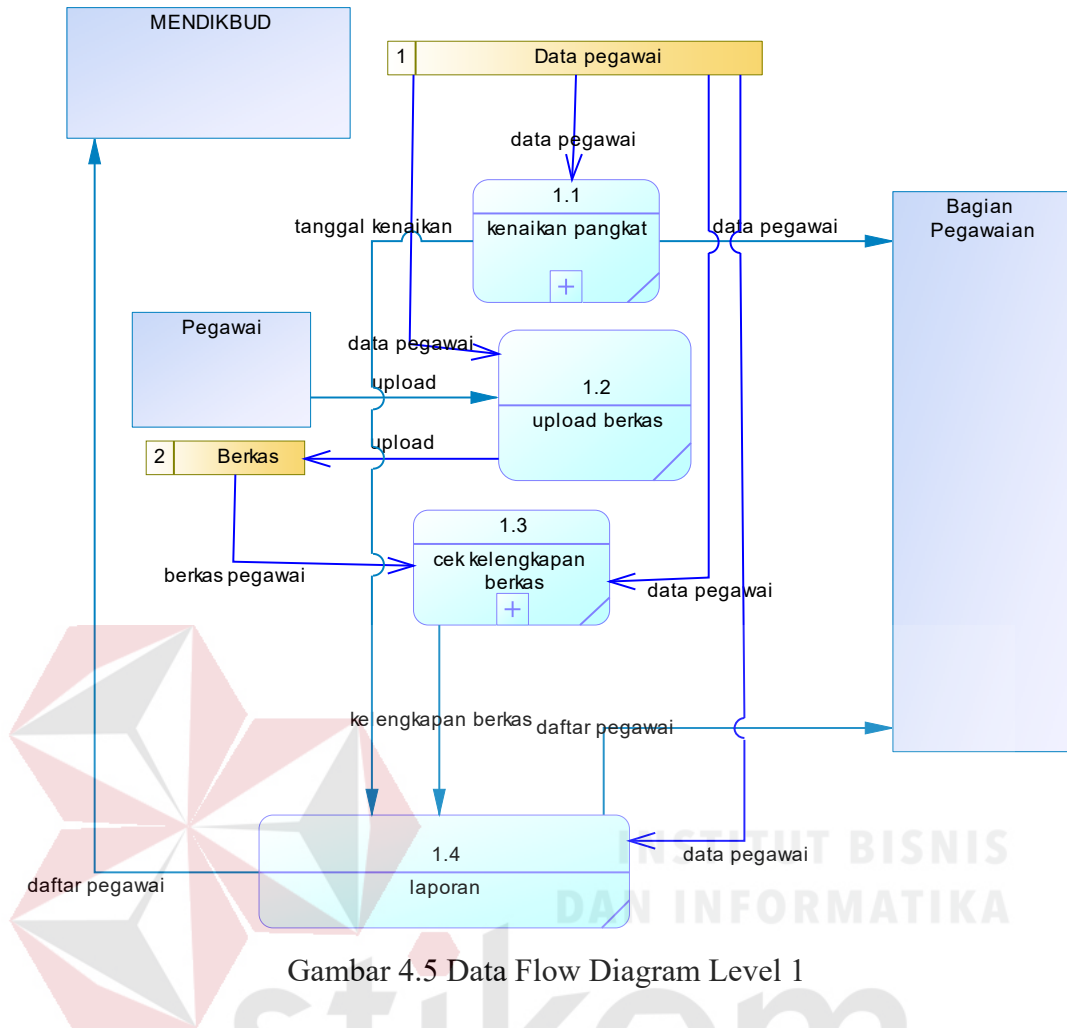 MENDIKBUD
1 Data pegawai
data pegawai
1.1
kenaikan pangkat
tanggal kenaikan
data pegawai
Bagian
Pegawaian
Pegawai
data pegawai
upload
1.2
upload berkas
2 Berkas
upload
1.3
cek kelengkapan
berkas
berkas pegawai
data pegawai
kelengkapan berkas
daftar pegawai
1.4
laporan
data pegawai
daftar pegawai
INSTITUT BISNIS
DAN INFORMATIKA
Gambar 4.5 Data Flow Diagram Level 1
stikom